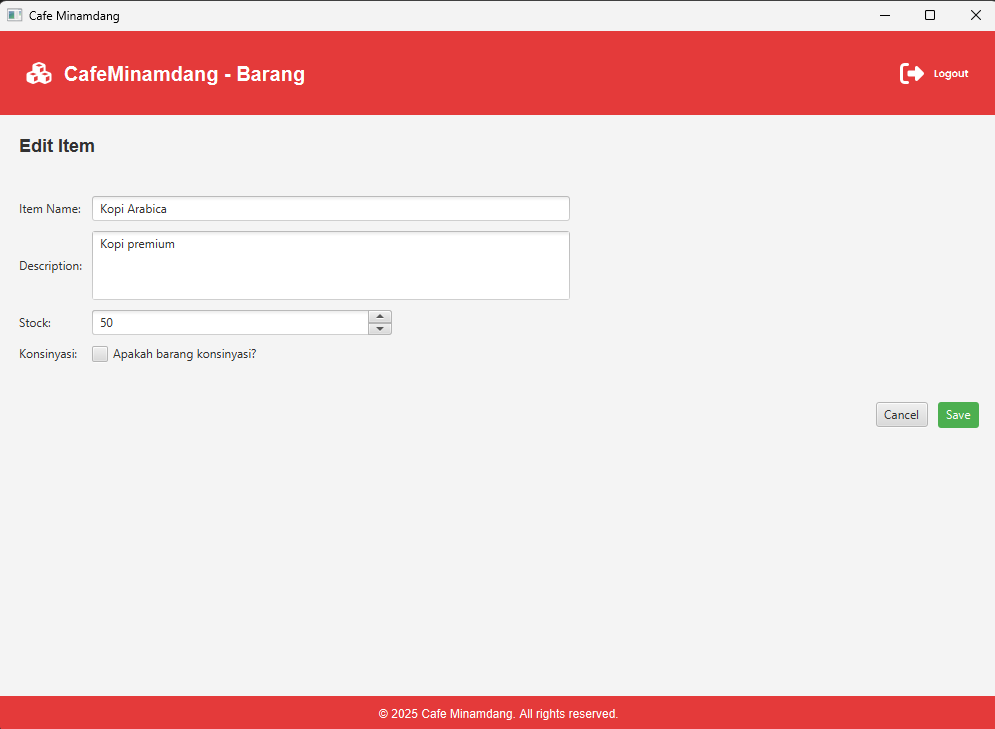 Cafe Minamdang
CafeMinamdang - Barang
Logout
Edit Item
Item Name: Kopi Arabica
Description: Kopi premium
Stock: 50
Konsinyasi: Apakah barang konsinyasi?
Cancel Save
© 2025 Cafe Minamdang. All rights reserved.